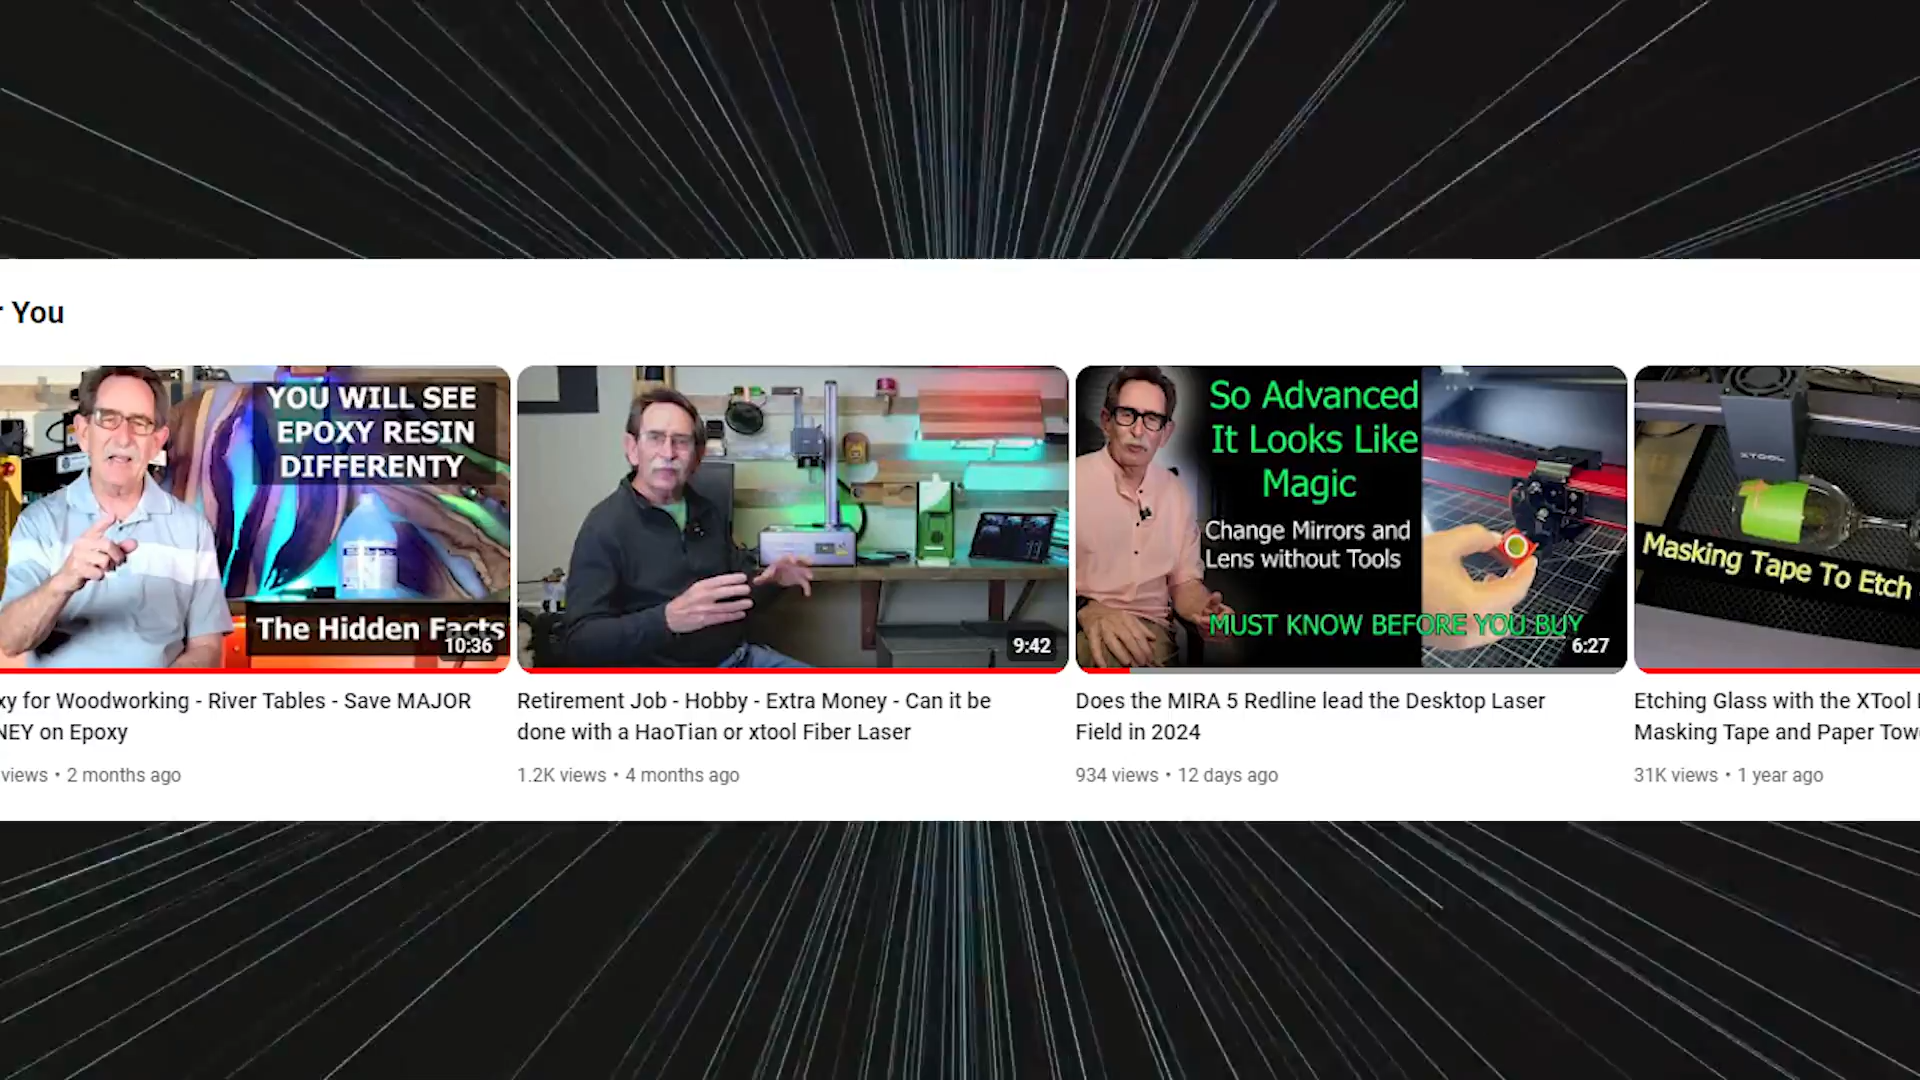 r You
YOU WILL SEE
EPOXY RESIN
DIFFERENTY
The Hidden Facts
10:36
xy for Woodworking - River Tables - Save MAJOR
NEY on Epoxy
views • 2 months ago
9:42
Retirement Job - Hobby - Extra Money - Can it be
done with a HaoTian or xtool Fiber Laser
1.2K views • 4 months ago
So Advanced
It Looks Like
Magic
Change Mirrors and
Lens without Tools
MUST KNOW BEFORE YOU BUY
6:27
Does the MIRA 5 Redline lead the Desktop Laser
Field in 2024
934 views • 12 days ago
XTOOL
Masking Tape To Etch
Etching Glass with the XTool
Masking Tape and Paper Tow
31K views • 1 year ago